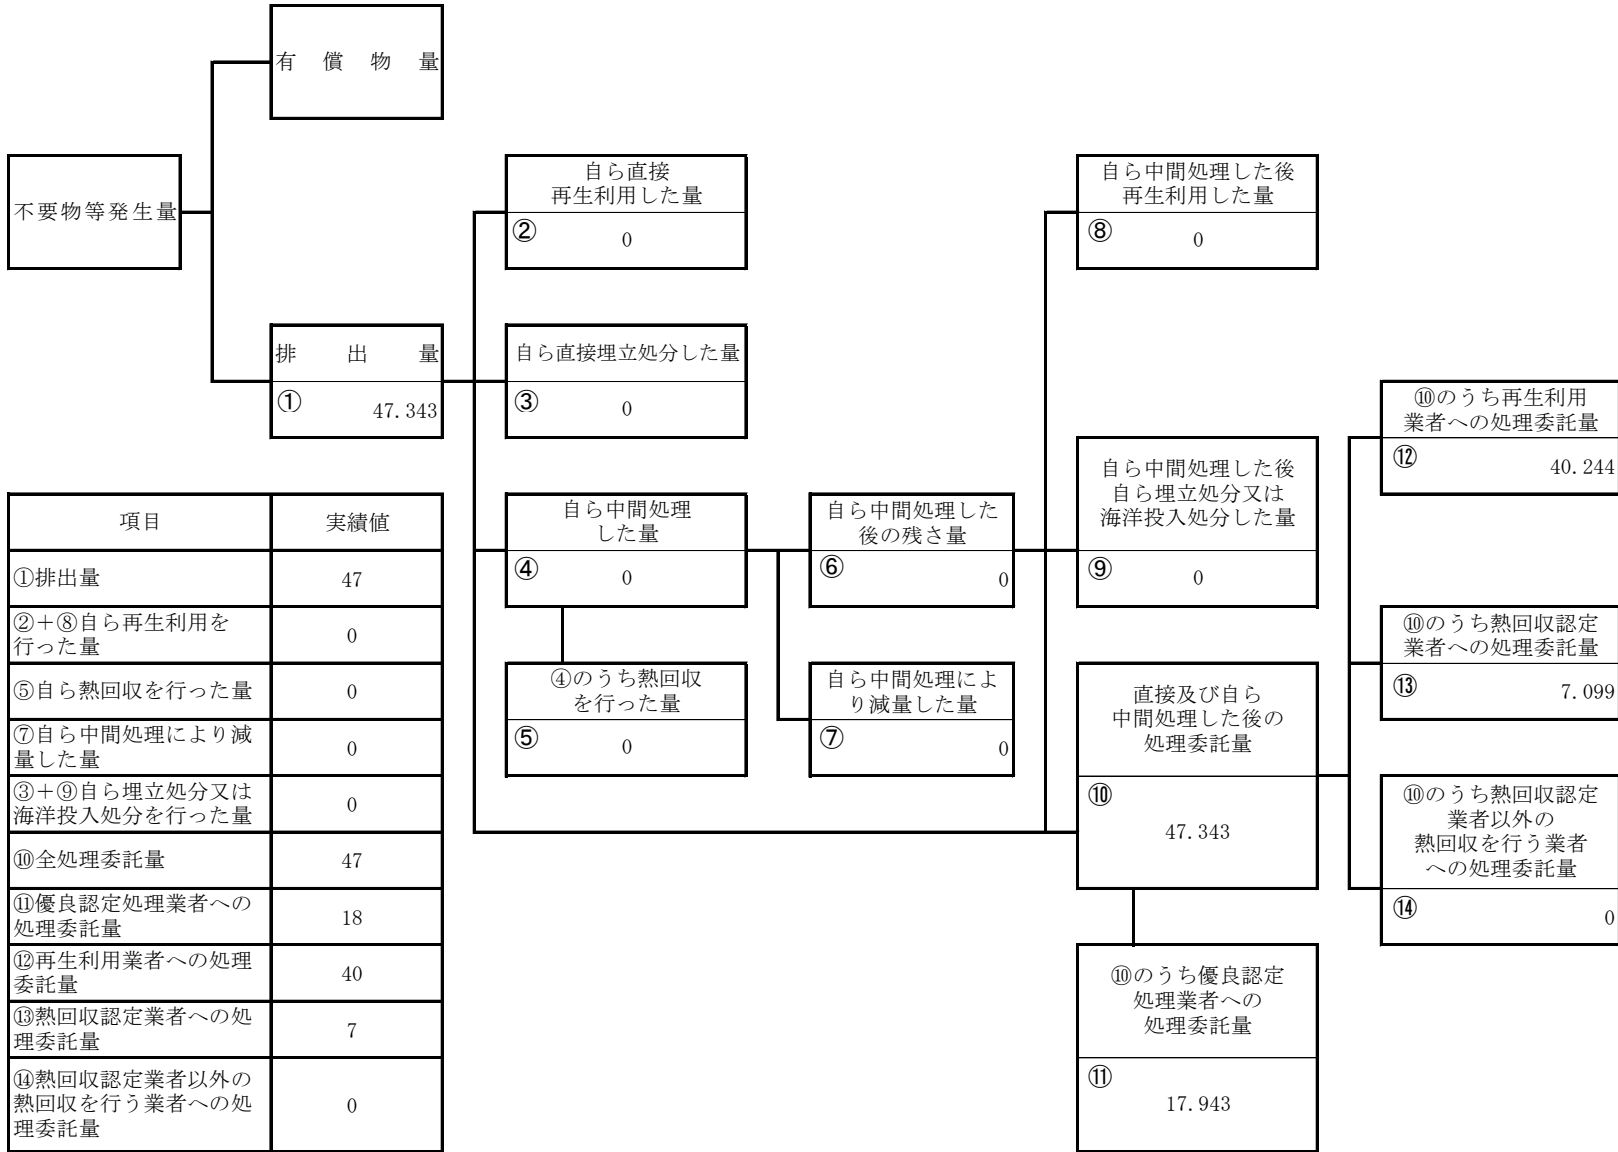 有償物量
不要物等発生量
排出量
①
47.343
自ら直接
再生利用した量
②
0
自ら直接埋立処分した量
③
0
自ら中間処理
した量
④
0
④のうち熱回収
を行った量
⑤
0
自ら中間処理した
後の残さ量
⑥
0
自ら中間処理によ
り減量した量
⑦
0
自ら中間処理した後
再生利用した量
⑧
0
自ら中間処理した後
自ら埋立処分又は
海洋投入処分した量
⑨
0
直接及び自ら
中間処理した後の
処理委託量
⑩
47.343
⑩のうち優良認定
処理業者への
処理委託量
⑪
17.943
⑩のうち再生利用
業者への処理委託量
⑫
40.244
⑩のうち熱回収認定
業者への処理委託量
⑬
7.099
⑩のうち熱回収認定
業者以外の
熱回収を行う業者
への処理委託量
⑭
0
項目 実績値
①排出量 47
②＋⑧自ら再生利用を
行った量 0
⑤自ら熱回収を行った量 0
⑦自ら中間処理により減
量した量 0
③＋⑨自ら埋立処分又は
海洋投入処分を行った量 0
⑩全処理委託量 47
⑪優良認定処理業者への
処理委託量 18
⑫再生利用業者への処理
委託量 40
⑬熱回収認定業者への処
理委託量 7
⑭熱回収認定業者以外の
熱回収を行う業者への処 0
理委託量